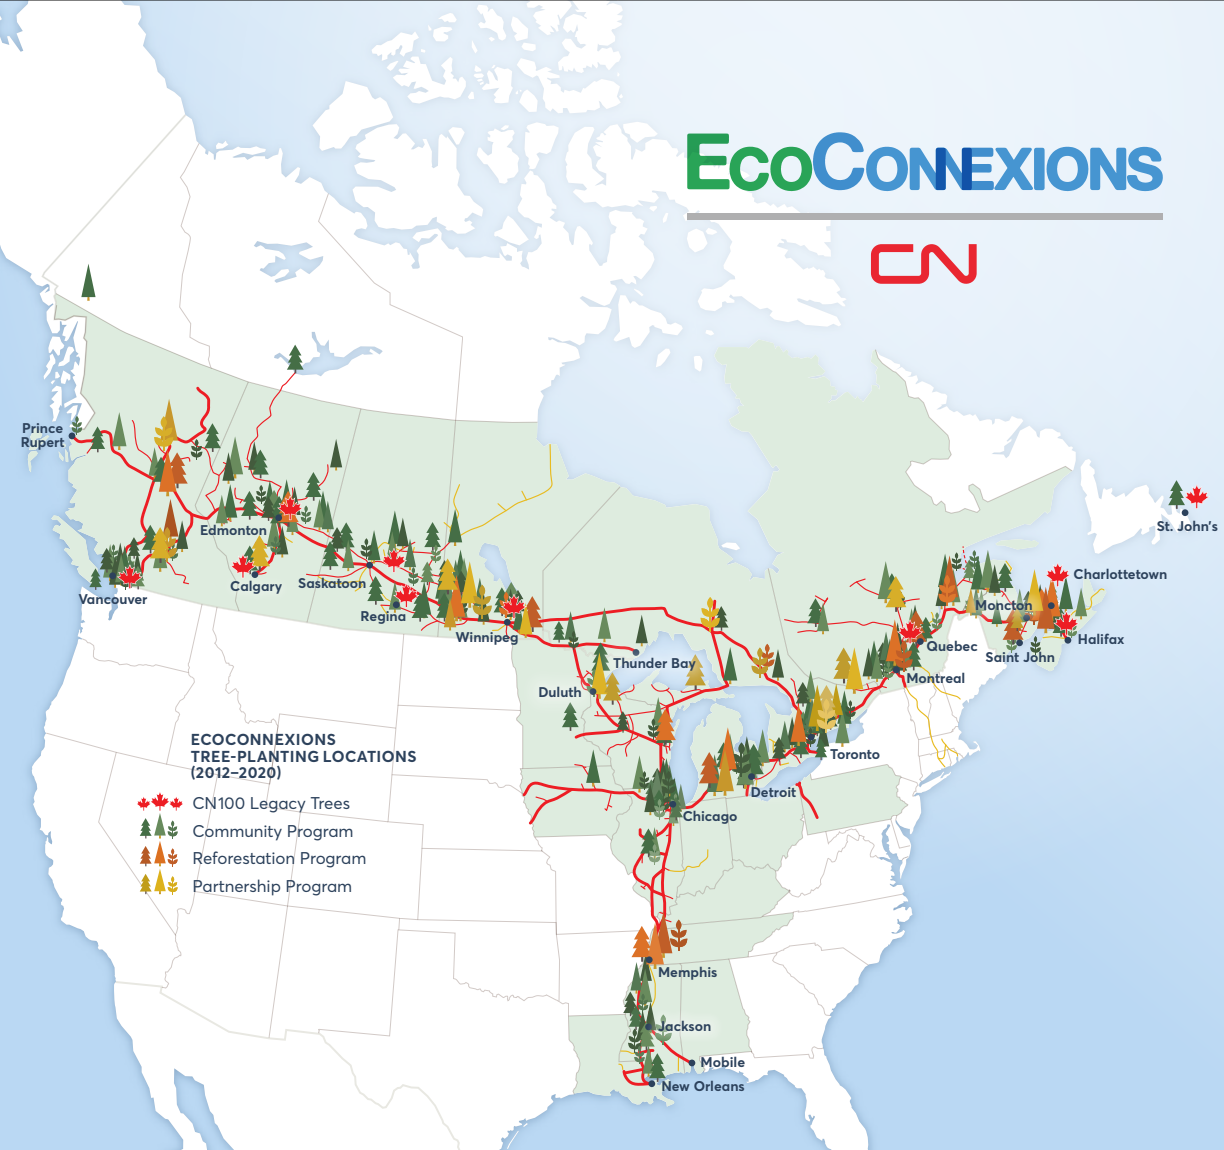 ECOCONNEXIONS
CN
Prince
Rupert
Edmonton
Vancouver
Calgary
Saskatoon
Regina
Winnipeg
Thunder Bay
Duluth
St. John's
Charlottetown
Moncton
Halifax
Quebec
Saint John
Montreal
Toronto
Detroit
Chicago
ECOCONNEXIONS
TREE-PLANTING LOCATIONS
(2012–2020)
CN100 Legacy Trees
Community Program
Reforestation Program
Partnership Program
Memphis
Jackson
Mobile
New Orleans